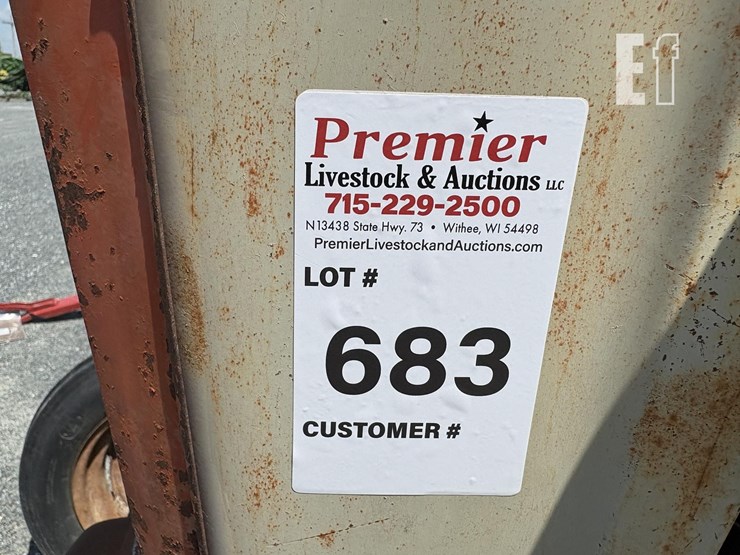 Ef
Premier
Livestock & Auctions LLC
715-229-2500
N13438 State Hwy. 73 • Withee, WI 54498
PremierLivestockandAuctions.com
LOT #
683
CUSTOMER #